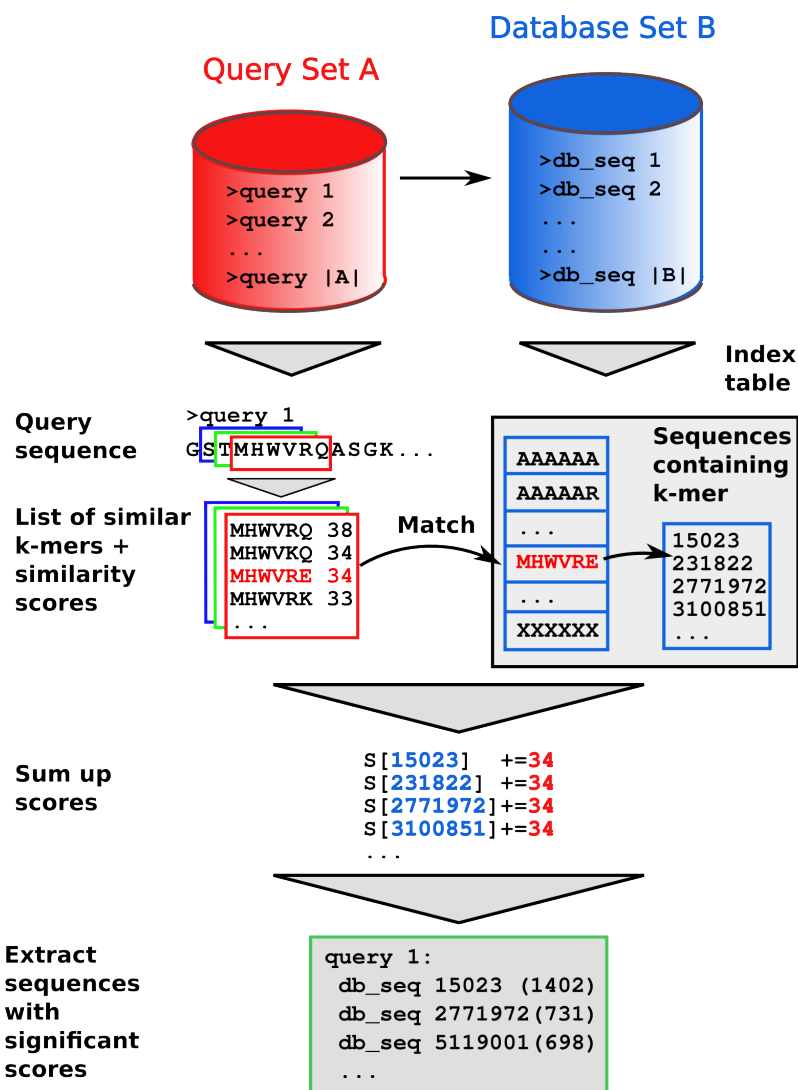 Database Set B
Query Set A
>query 1
>query 2
...
>query |A|
>db_seq 1
>db_seq 2
...
...
>db_seq |B|
Index
table
Query
sequence
>query 1
GSTMHWVRQASGK...
List of similar
k-mers +
similarity
scores
MHWVRQ 38
MHWVKQ 34
MHWVRE 34
MHWVRK 33
...
Match
AAAAAA
AAAAAR
...
MHWVRE
...
XXXXXX
Sequences
containing
k-mer
15023
231822
2771972
3100851
...
Sum up
scores
S[15023] +=34
S[231822] +=34
S[2771972]+=34
S[3100851]+=34
...
Extract
sequences
with
significant
scores
query 1:
db_seq 15023 (1402)
db_seq 2771972(731)
db_seq 5119001(698)
...